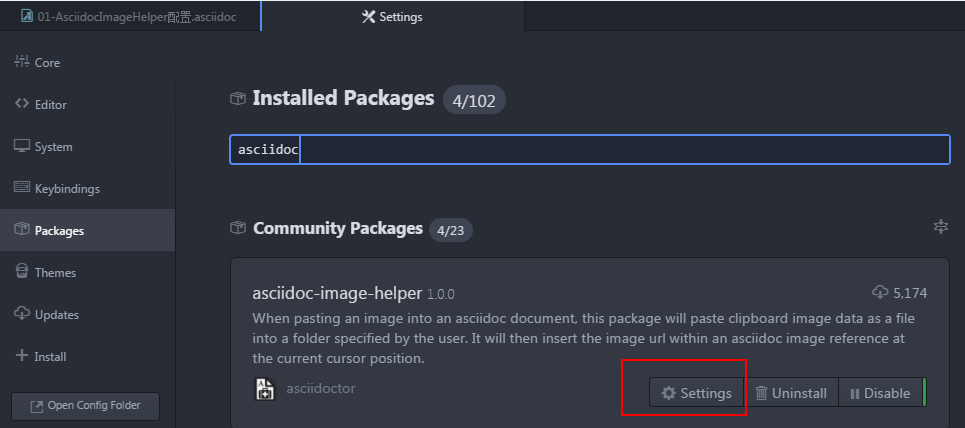 01-AsciidocImageHelper配置.asciidoc
Settings
Core
Editor
System
Keybindings
Packages
Themes
Updates
Install
Open Config Folder
Installed Packages 4/102
asciidoc
Community Packages 4/23
asciidoc-image-helper 1.0.0
5,174
When pasting an image into an asciidoc document, this package will paste clipboard image data as a file
into a folder specified by the user. It will then insert the image url within an asciidoc image reference at
the current cursor position.
asciidoctor
Settings
Uninstall
Disable